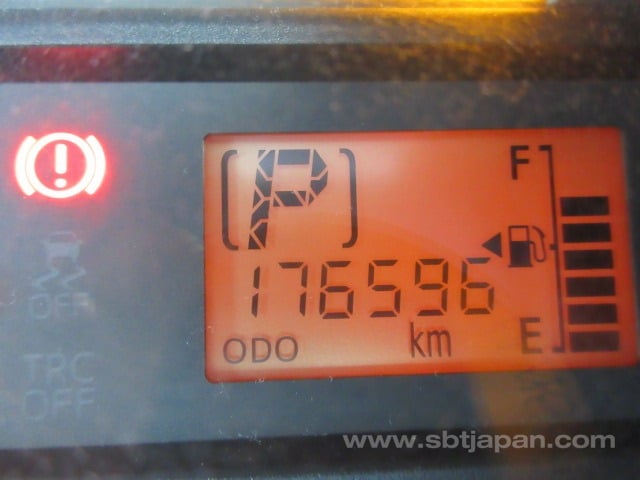 P
F
176596
OFF
ODO
km
E
TRC
OFF
www.sbtjapan.com